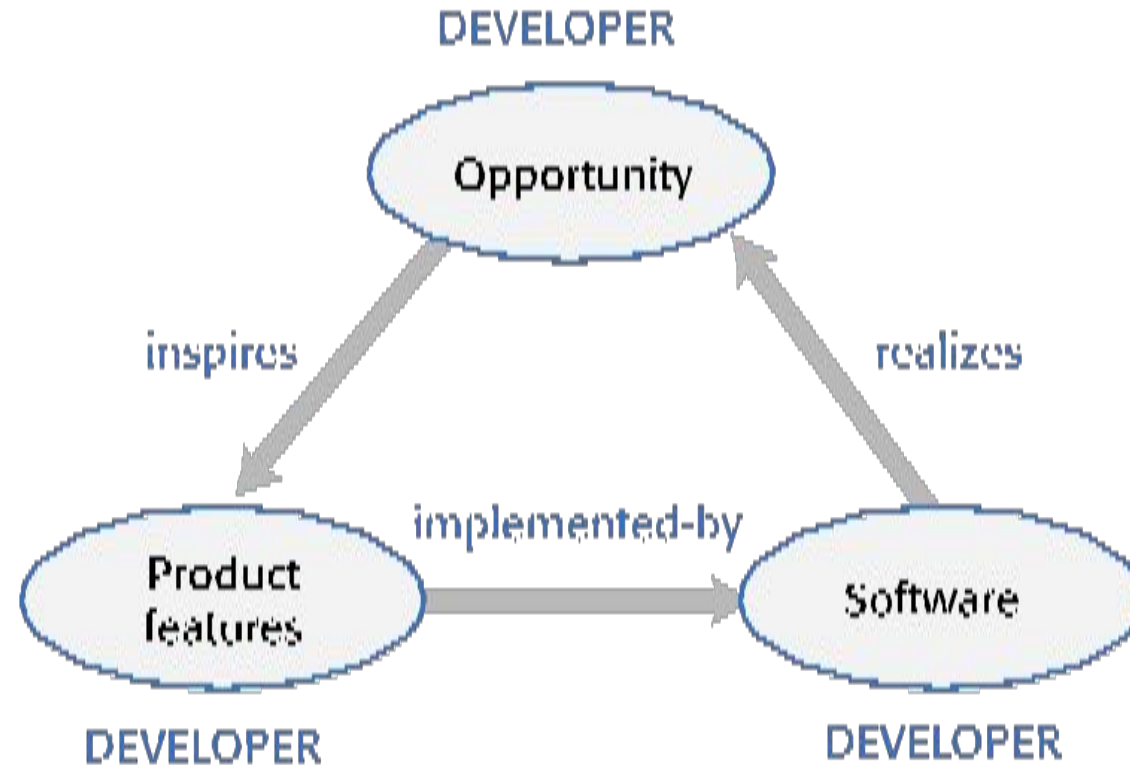 DEVELOPER
Opportunity
inspires
realizes
implemented-by
Product
features
Software
DEVELOPER
DEVELOPER